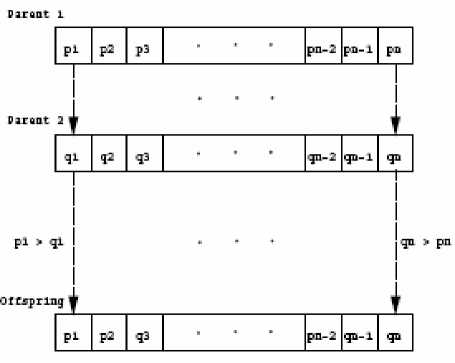 Parent 1
p1 p2 p3 . . . pn-2 pn-1 pn
. . .
Parent 2
q1 q2 q3 . . . qn-2 qn-1 qn
p1 > q1 . . . qn > pn
Offspring
p1 p2 q3 . . . pn-2 qn-1 qn